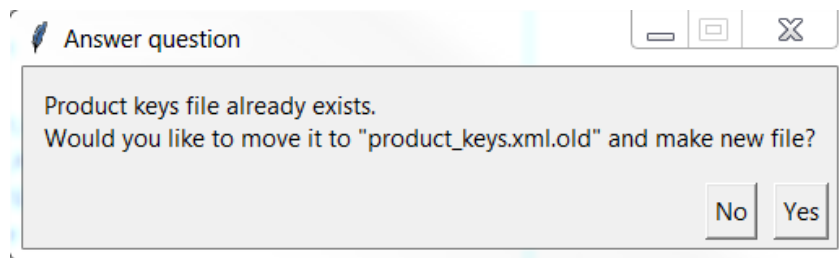 Answer question
Product keys file already exists.
Would you like to move it to "product_keys.xml.old" and make new file?
No Yes